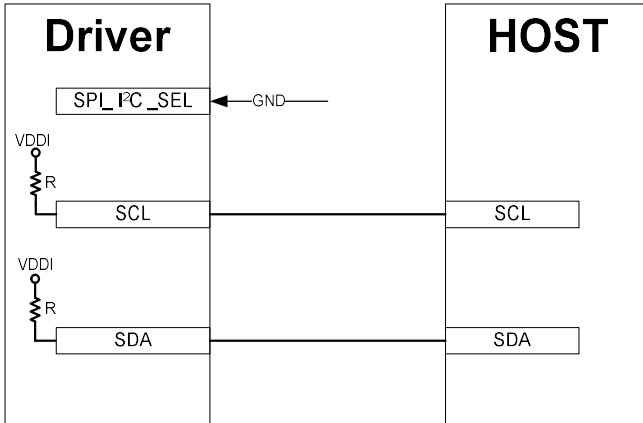 Driver
HOST
SPI_I²C_SEL
GND
VDDI
R
SCL
SCL
VDDI
R
SDA
SDA